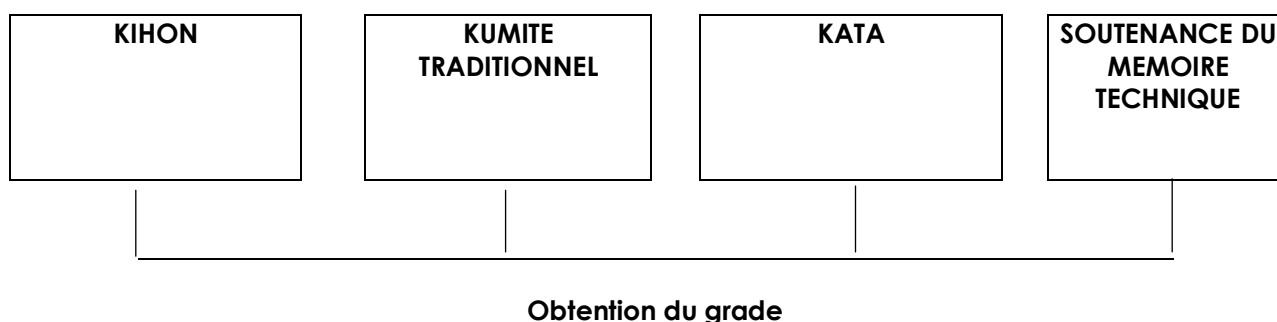 KIHON
KUMITE
TRADITIONNEL
KATA
SOUTENANCE DU
MEMOIRE
TECHNIQUE
Obtention du grade